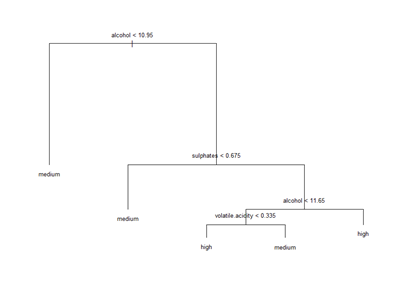 alcohol < 10.95
sulphates < 0.675
medium
alcohol < 11.65
medium
volatile.acidity < 0.335
high
high
medium